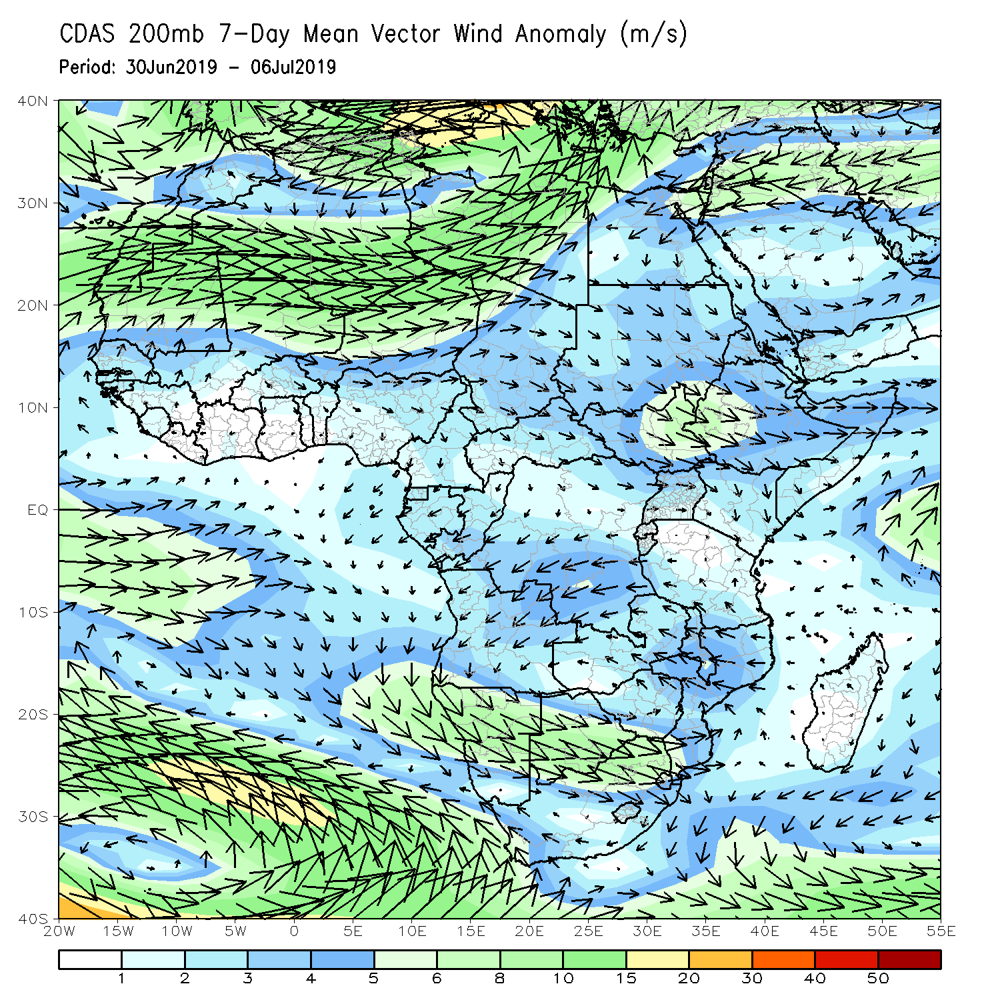 CDAS 200mb 7-Day Mean Vector Wind Anomaly (m/s)
Period: 30Jun2019 - 06Jul2019
40N
30N
20N
10N
EQ
10S
20S
30S
40S
20W 15W 10W 5W 0 5E 10E 15E 20E 25E 30E 35E 40E 45E 50E 55E
1 2 3 4 5 6 8 10 15 20 30 40 50